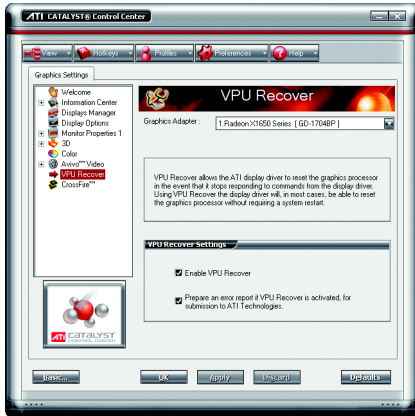 ATI CATALYST® Control Center
View Hotkeys Profiles Preferences Help
Graphics Settings
Welcome
Information Center
Displays Manager
Display Options
Monitor Properties 1
3D
Color
Avivo™ Video
VPU Recover
CrossFire™
VPU Recover
Graphics Adapter :
1.Radeon X1650 Series [ GD-1704BP ]
VPU Recover allows the ATI display driver to reset the graphics processor
in the event that it stops responding to commands from the display driver.
Using VPU Recover the display driver will, in most cases, be able to reset
the graphics processor without requiring a system restart.
VPU Recover Settings
Enable VPU Recover
Prepare an error report if VPU Recover is activated, for
submission to ATI Technologies.
ATI CATALYST
CONTROL CENTER
Basic... OK Apply Discard Defaults